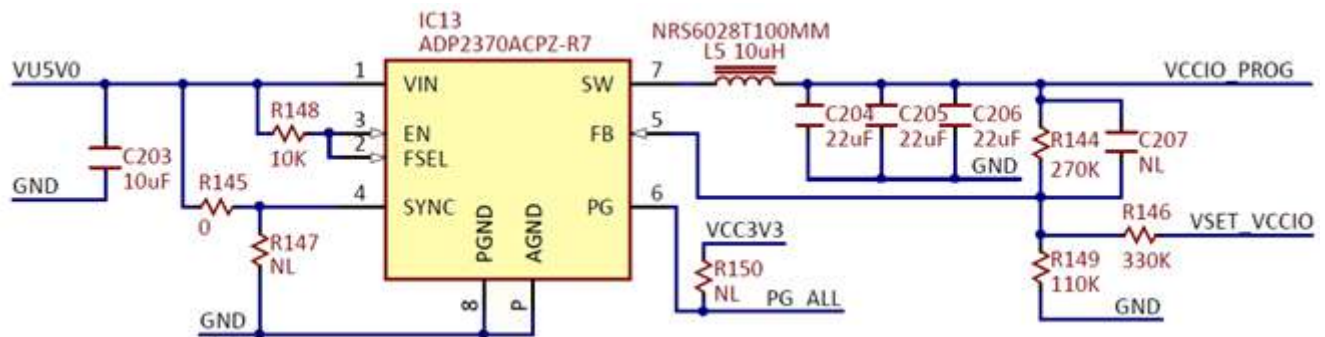 IC13
ADP2370ACPZ-R7
NRS6028T100MM
L5 10uH
VU5V0
1
VIN
SW
7
VCCIO_PROG
R148
10K
3
EN
2
FSEL
FB
5
C204
22uF
C205
22uF
C206
22uF
GND
R144
270K
C207
NL
C203
10uF
GND
R145
0
4
SYNC
PG
6
R147
NL
PGND
AGND
8
P
GND
VCC3V3
R150
NL
PG_ALL
R146
330K
VSET_VCCIO
R149
110K
GND